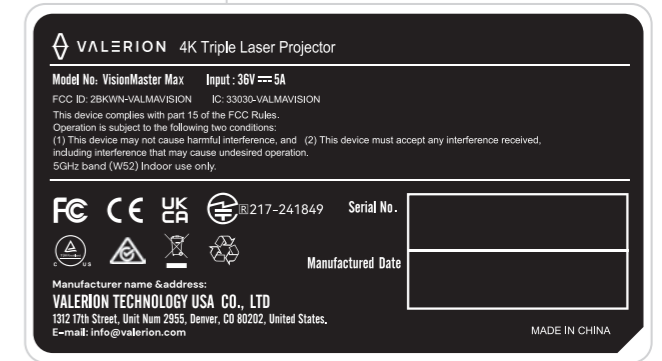 VALERION 4K Triple Laser Projector
Model No: VisionMaster Max Input : 36V 5A
FCC ID: 2BKWN-VALMAVISION IC: 33030-VALMAVISION
This device complies with part 15 of the FCC Rules.
Operation is subject to the following two conditions:
(1) This device may not cause harmful interference, and (2) This device must accept any interference received,
including interference that may cause undesired operation.
5GHz band (W52) Indoor use only.
FC CE UK CA R 217-241849 Serial No.
C US
Manufactured Date
Manufacturer name &address:
VALERION TECHNOLOGY USA CO., LTD
1312 17th Street, Unit Num 2955, Denver, CO 80202, United States.
E-mail: info@valerion.com
MADE IN CHINA